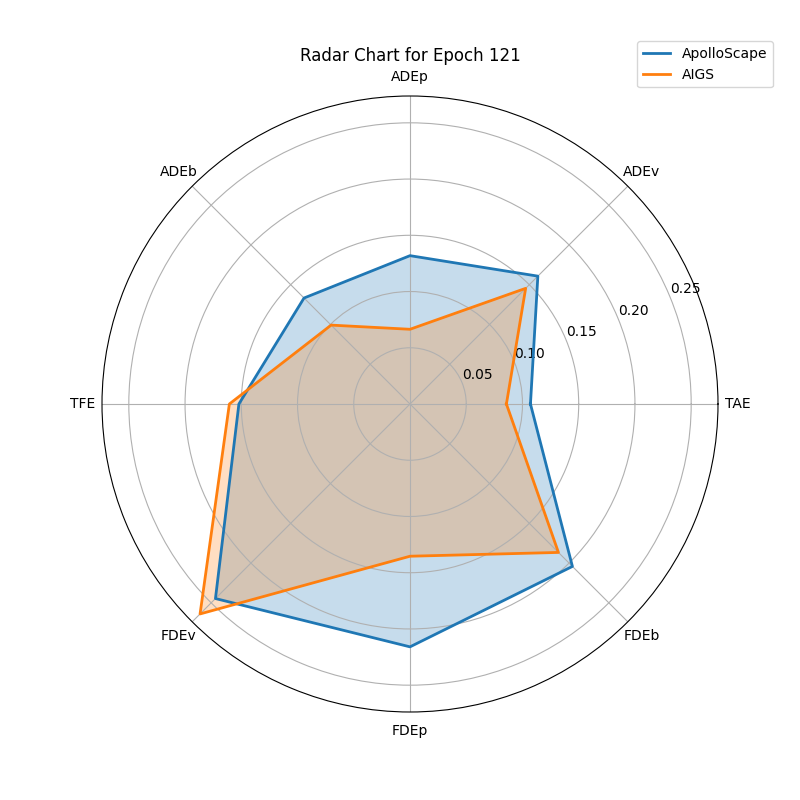 Radar Chart for Epoch 121
ApolloScape
AIGS
ADEp
ADEb
ADEv
0.25
0.20
0.15
0.10
0.05
TFE
TAE
FDEv
FDEb
FDEp